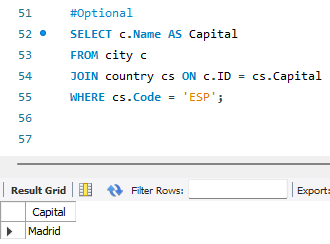 51 #Optional
52 SELECT c.Name AS Capital
53 FROM city c
54 JOIN country cs ON c.ID = cs.Capital
55 WHERE cs.Code = 'ESP';
56
57
Result Grid Filter Rows: Export:
Capital
Madrid